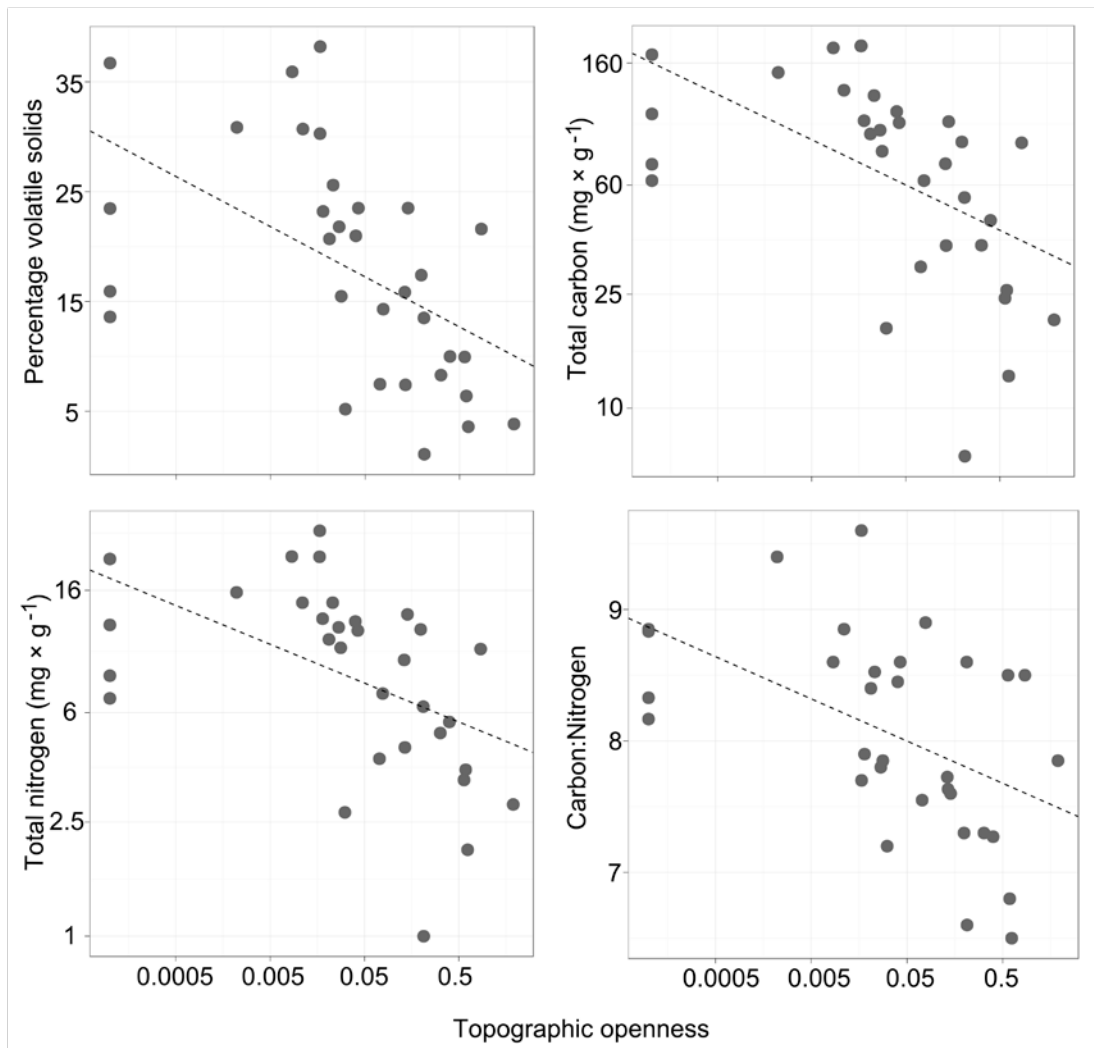 Percentage volatile solids
35
25
15
5
Total carbon (mg × g⁻¹)
160
60
25
10
Total nitrogen (mg × g⁻¹)
16
6
2.5
1
0.0005 0.005 0.05 0.5
Carbon:Nitrogen
9
8
7
0.0005 0.005 0.05 0.5
Topographic openness